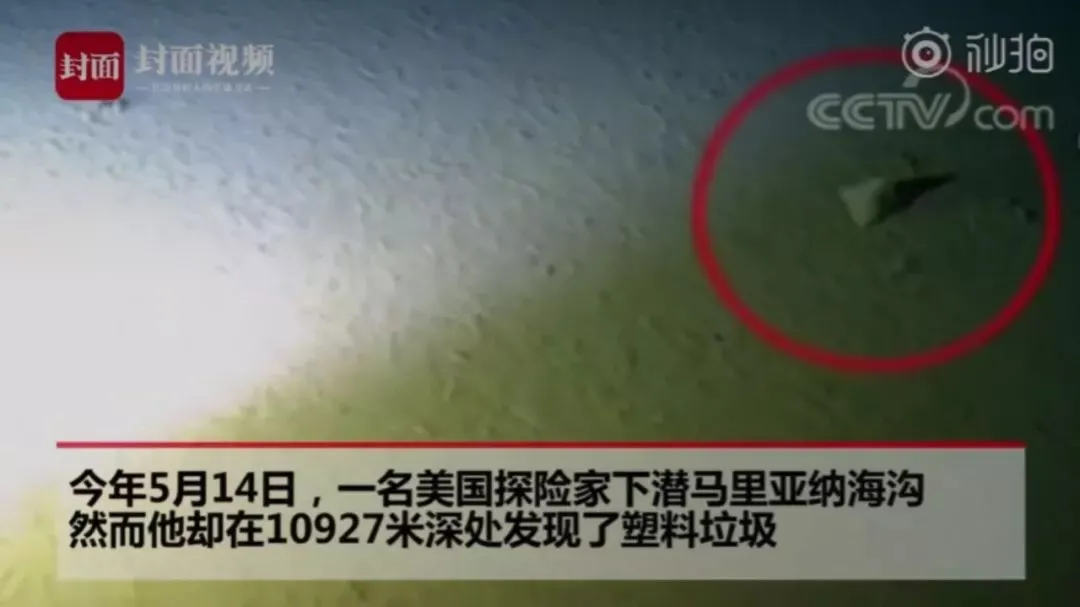 封面 封面视频
秒拍
CCTV.com
今年5月14日，一名美国探险家下潜马里亚纳海沟
然而他却在10927米深处发现了塑料垃圾